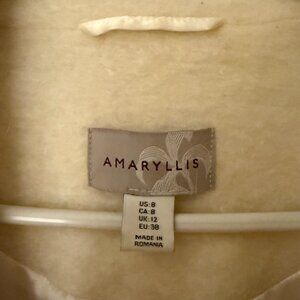 AMARYLLIS
US: 8
CA: 8
UK: 12
EU: 38
MADE IN
ROMANIA